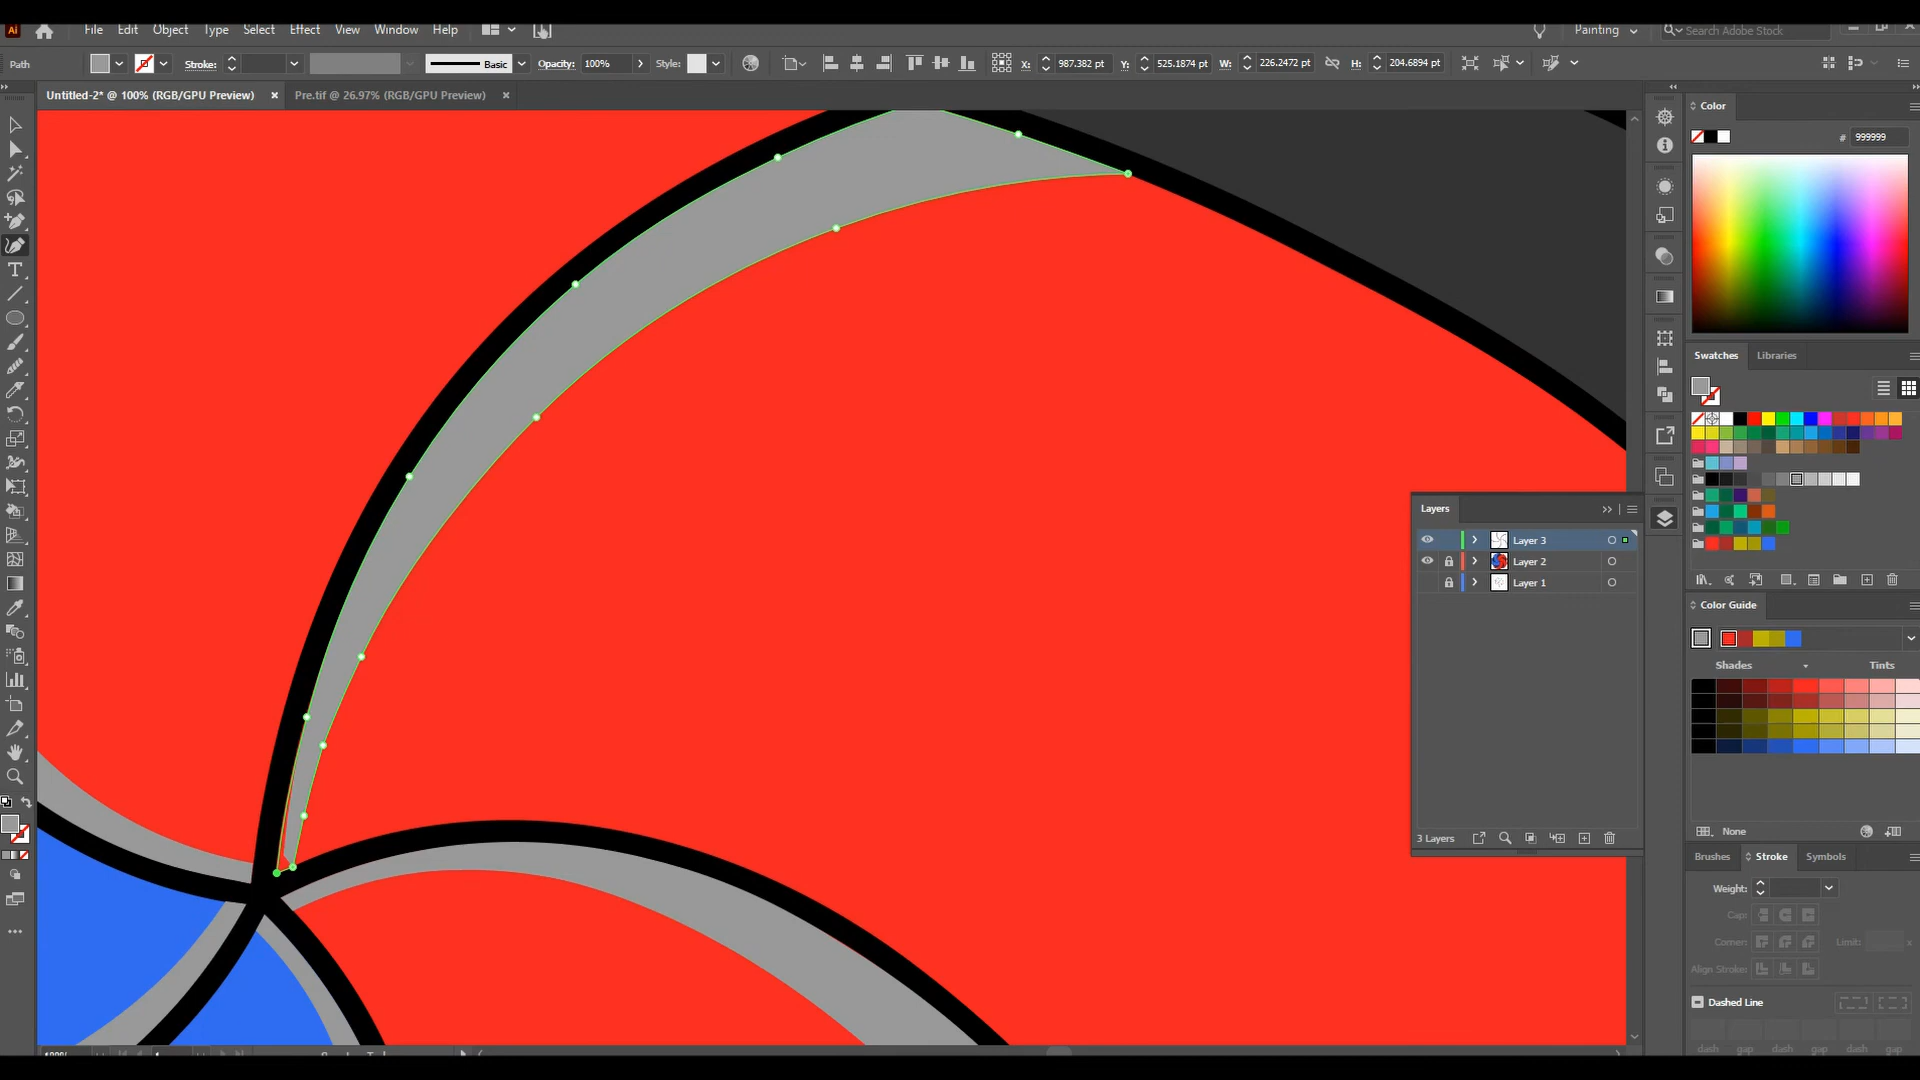 Ai File Edit Object Type Select Effect View Window Help Painting Search Adobe Stock
Path Stroke: Basic Opacity: 100% Style: X: 987.382 pt Y: 525.1874 pt W: 226.2472 pt H: 204.6894 pt
Untitled-2* @ 100% (RGB/GPU Preview) × Pre.tif @ 26.97% (RGB/GPU Preview) ×
Color
# 999999
Swatches Libraries
Layers
Layer 3
Layer 2
Layer 1
3 Layers
Color Guide
Shades Tints
None
Brushes Stroke Symbols
Weight:
Cap:
Corner: Limit: x
Align Stroke:
Dashed Line
dash gap dash gap dash gap